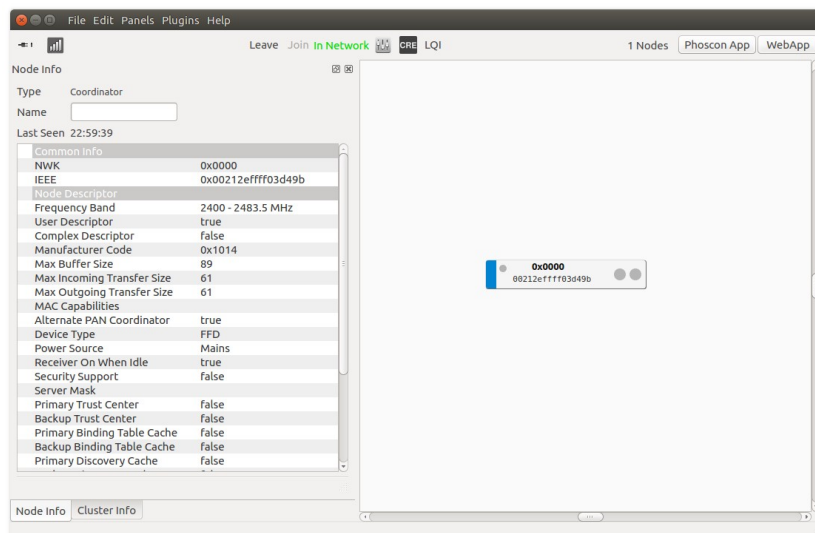 File Edit Panels Plugins Help
Leave Join In Network CRE LQI 1 Nodes Phoscon App WebApp
Node Info
Type Coordinator
Name
Last Seen 22:59:39
Common Info
NWK 0x0000
IEEE 0x00212effff03d49b
Node Descriptor
Frequency Band 2400 - 2483.5 MHz
User Descriptor true
Complex Descriptor false
Manufacturer Code 0x1014
Max Buffer Size 89
Max Incoming Transfer Size 61
Max Outgoing Transfer Size 61
MAC Capabilities
Alternate PAN Coordinator true
Device Type FFD
Power Source Mains
Receiver On When Idle true
Security Support false
Server Mask
Primary Trust Center false
Backup Trust Center false
Primary Binding Table Cache false
Backup Binding Table Cache false
Primary Discovery Cache false
Node Info Cluster Info
0x0000
00212effff03d49b